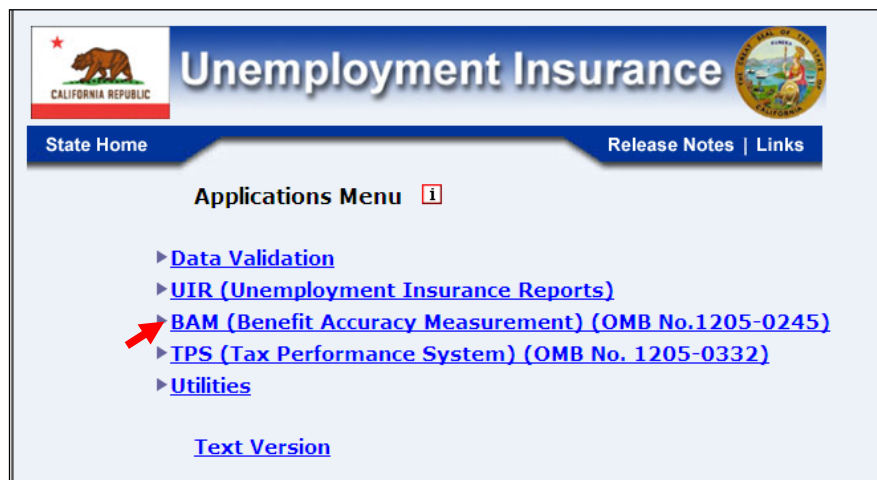 CALIFORNIA REPUBLIC
Unemployment Insurance
State Home
Release Notes | Links
Applications Menu i
Data Validation
UIR (Unemployment Insurance Reports)
BAM (Benefit Accuracy Measurement) (OMB No.1205-0245)
TPS (Tax Performance System) (OMB No. 1205-0332)
Utilities
Text Version